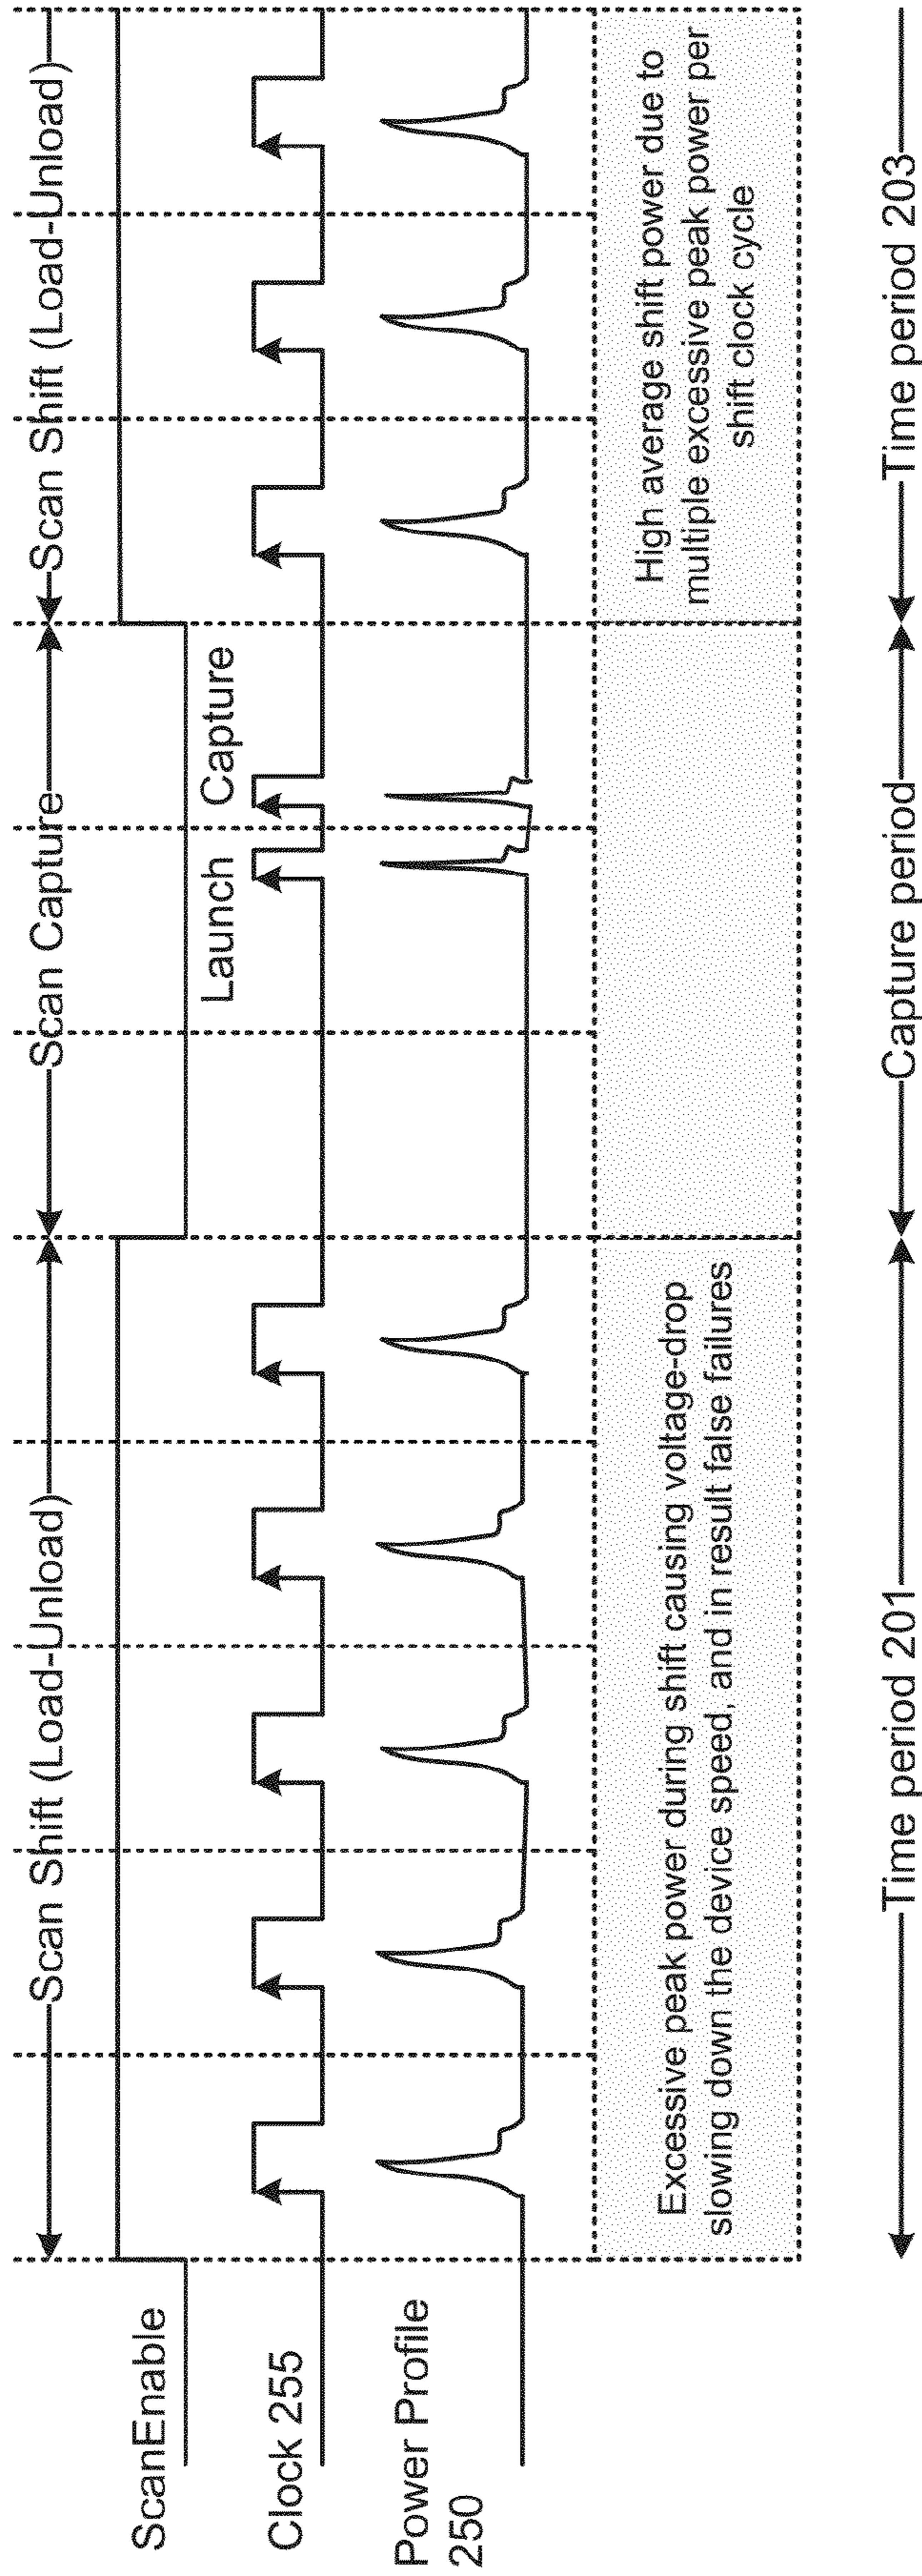 Scan Shift (Load-Unload)
Scan Capture
Scan Shift (Load-Unload)
ScanEnable
Launch
Capture
Clock 255
Power Profile
250
Excessive peak power during shift causing voltage-drop
slowing down the device speed, and in result false failures
High average shift power due to
multiple excessive peak power per
shift clock cycle
Time period 201
Capture period
Time period 203